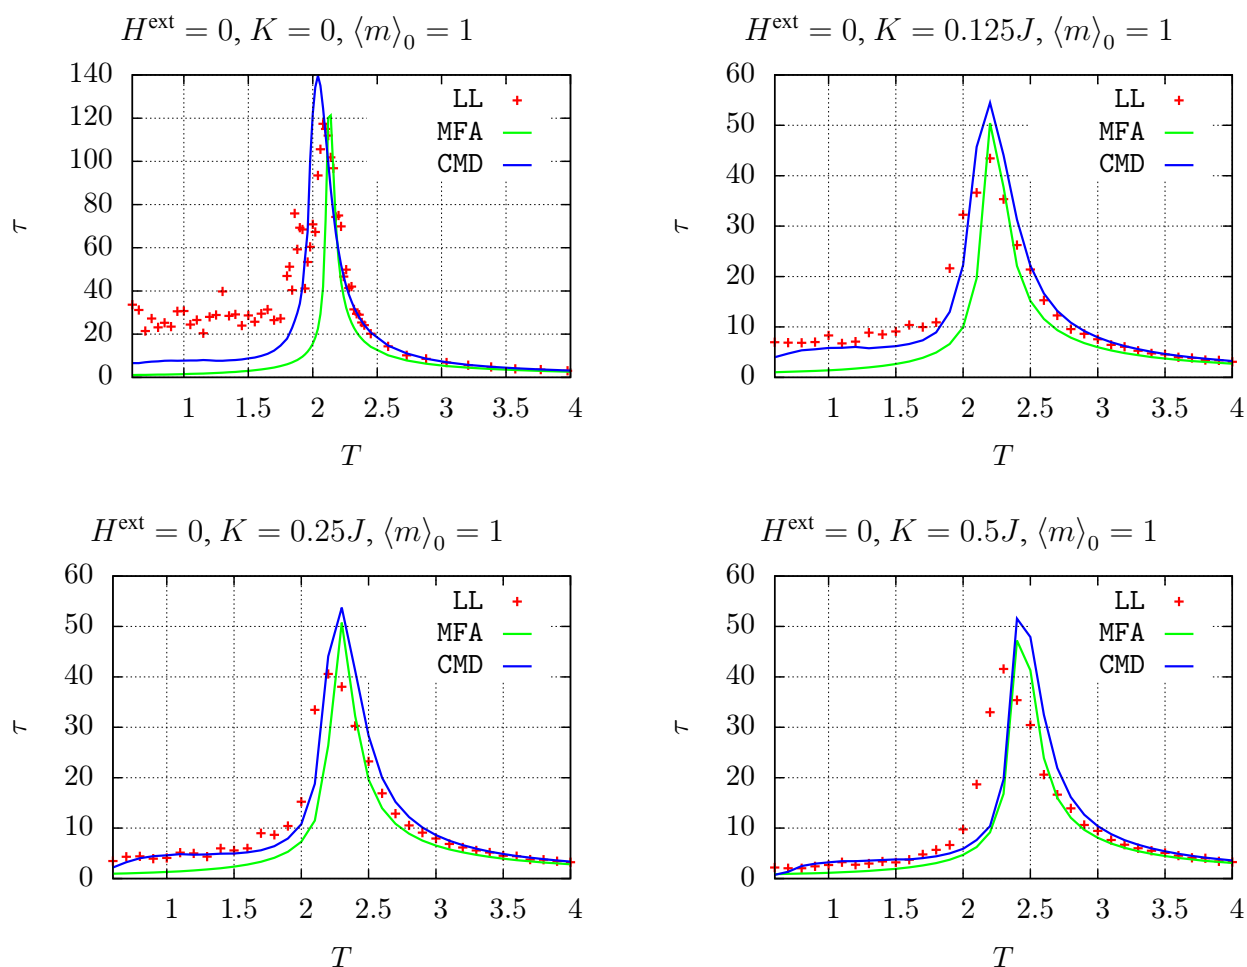 H^ext = 0, K = 0, ⟨m⟩₀ = 1
140
120
100
80
60
40
20
0
τ
LL
MFA
CMD
1 1.5 2 2.5 3 3.5 4
T
H^ext = 0, K = 0.125J, ⟨m⟩₀ = 1
60
50
40
30
20
10
0
τ
LL
MFA
CMD
1 1.5 2 2.5 3 3.5 4
T
H^ext = 0, K = 0.25J, ⟨m⟩₀ = 1
60
50
40
30
20
10
0
τ
LL
MFA
CMD
1 1.5 2 2.5 3 3.5 4
T
H^ext = 0, K = 0.5J, ⟨m⟩₀ = 1
60
50
40
30
20
10
0
τ
LL
MFA
CMD
1 1.5 2 2.5 3 3.5 4
T